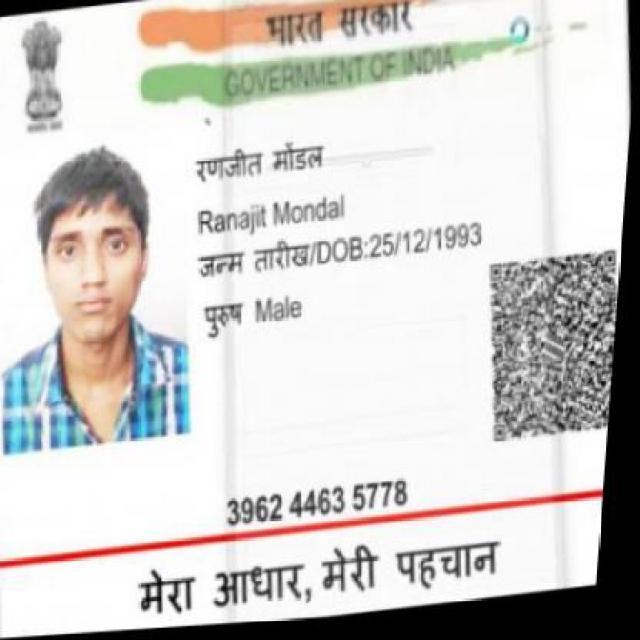 भारत सरकार
GOVERNMENT OF INDIA
रणजीत मोंडल
Ranajit Mondal
जन्म तारीख/DOB:25/12/1993
पुरुष Male
3962 4463 5778
मेरा आधार, मेरी पहचान